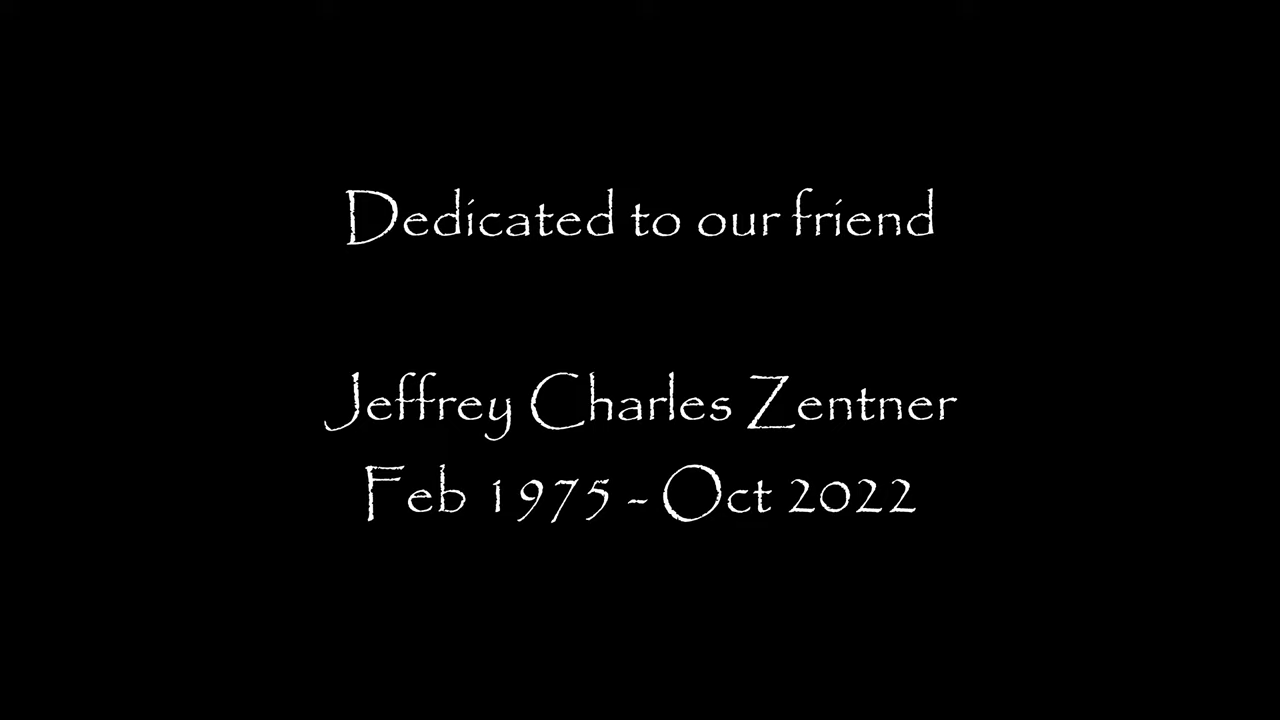 Dedicated to our friend
Jeffrey Charles Zentner
Feb 1975 - Oct 2022